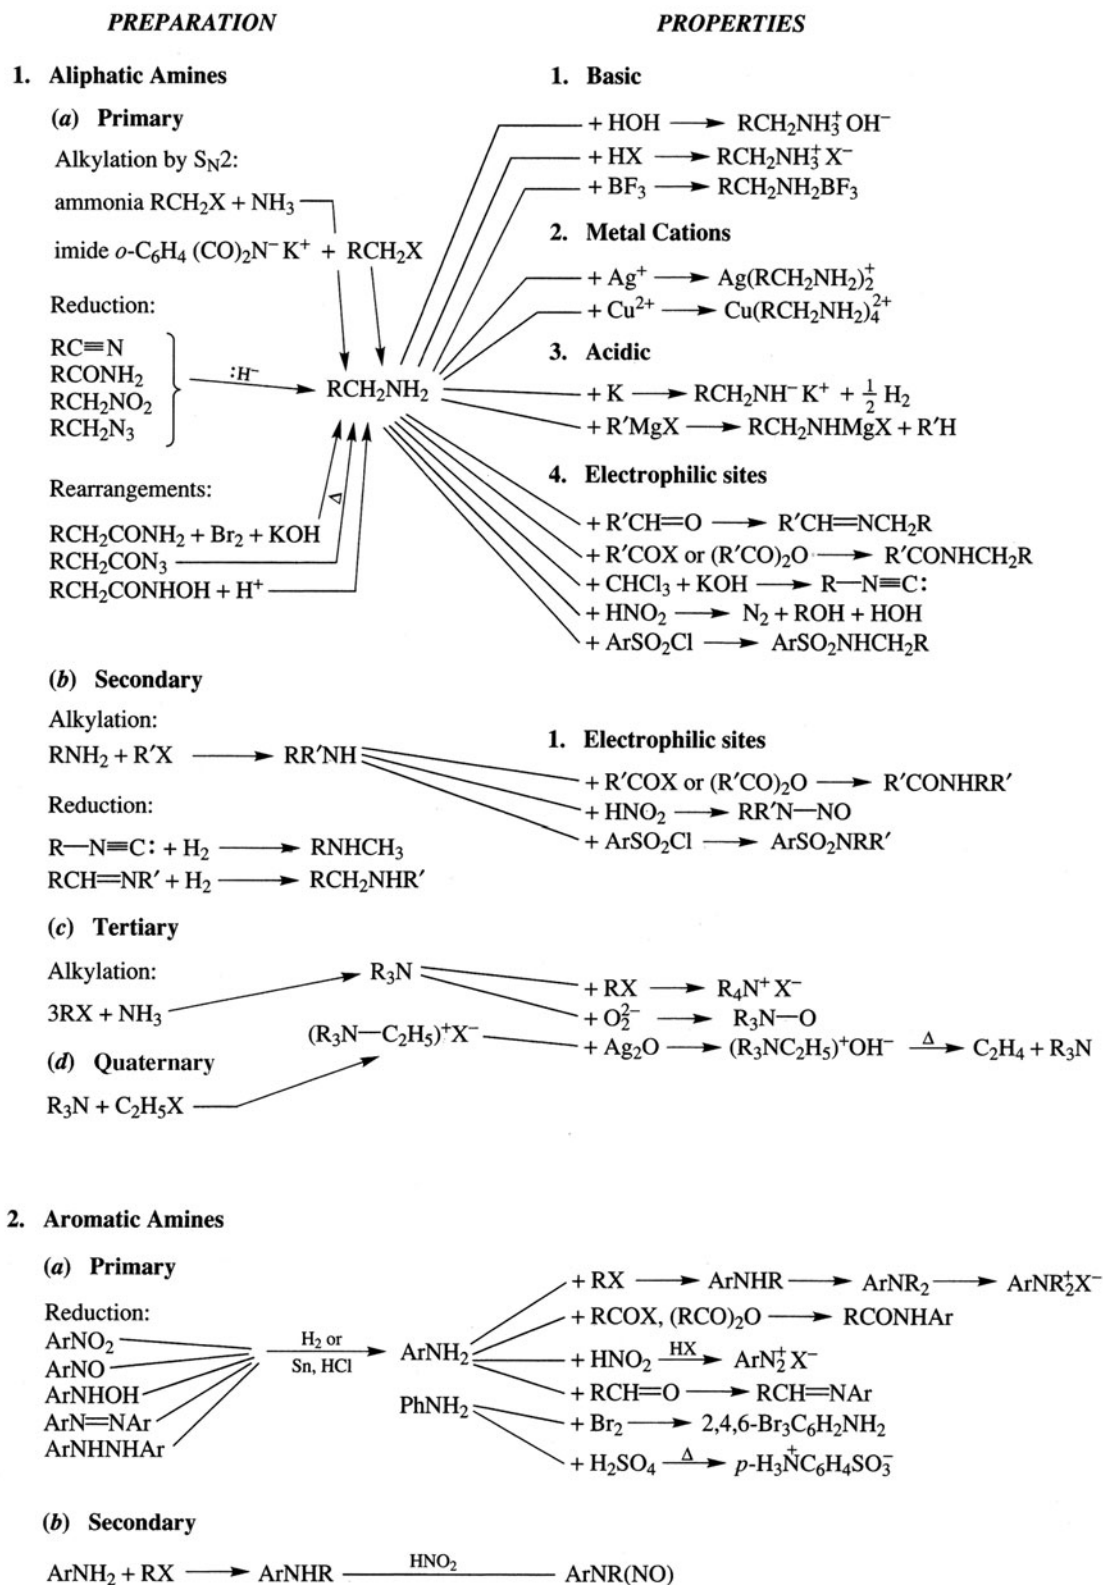 PREPARATION
PROPERTIES
1. Aliphatic Amines
(a) Primary
Alkylation by S_N2:
ammonia RCH₂X + NH₃
imide o-C₆H₄ (CO)₂N⁻ K⁺ + RCH₂X
Reduction:
RC≡N
RCONH₂
RCH₂NO₂
RCH₂N₃
:H⁻
RCH₂NH₂
Rearrangements:
Δ
RCH₂CONH₂ + Br₂ + KOH
RCH₂CON₃
RCH₂CONHOH + H⁺
1. Basic
+ HOH → RCH₂NH₃⁺ OH⁻
+ HX → RCH₂NH₃⁺ X⁻
+ BF₃ → RCH₂NH₂BF₃
2. Metal Cations
+ Ag⁺ → Ag(RCH₂NH₂)₂⁺
+ Cu²⁺ → Cu(RCH₂NH₂)₄²⁺
3. Acidic
+ K → RCH₂NH⁻ K⁺ + ½ H₂
+ R′MgX → RCH₂NHMgX + R′H
4. Electrophilic sites
+ R′CH=O → R′CH=NCH₂R
+ R′COX or (R′CO)₂O → R′CONHCH₂R
+ CHCl₃ + KOH → R—N≡C:
+ HNO₂ → N₂ + ROH + HOH
+ ArSO₂Cl → ArSO₂NHCH₂R
(b) Secondary
Alkylation:
RNH₂ + R′X → RR′NH
Reduction:
R—N≡C: + H₂ → RNHCH₃
RCH=NR′ + H₂ → RCH₂NHR′
1. Electrophilic sites
+ R′COX or (R′CO)₂O → R′CONHRR′
+ HNO₂ → RR′N—NO
+ ArSO₂Cl → ArSO₂NRR′
(c) Tertiary
Alkylation:
3RX + NH₃
R₃N
+ RX → R₄N⁺ X⁻
+ O₂²⁻ → R₃N—O
(d) Quaternary
R₃N + C₂H₅X
(R₃N—C₂H₅)⁺X⁻
+ Ag₂O → (R₃NC₂H₅)⁺OH⁻ Δ→ C₂H₄ + R₃N
2. Aromatic Amines
(a) Primary
Reduction:
ArNO₂
ArNO
ArNHOH
ArN=NAr
ArNHNHAr
H₂ or
Sn, HCl
ArNH₂
PhNH₂
+ RX → ArNHR → ArNR₂ → ArNR₂⁺X⁻
+ RCOX, (RCO)₂O → RCONHAr
+ HNO₂ HX→ ArN₂⁺ X⁻
+ RCH=O → RCH=NAr
+ Br₂ → 2,4,6-Br₃C₆H₂NH₂
+ H₂SO₄ Δ→ p-H₃N⁺C₆H₄SO₃⁻
(b) Secondary
ArNH₂ + RX → ArNHR HNO₂ ArNR(NO)